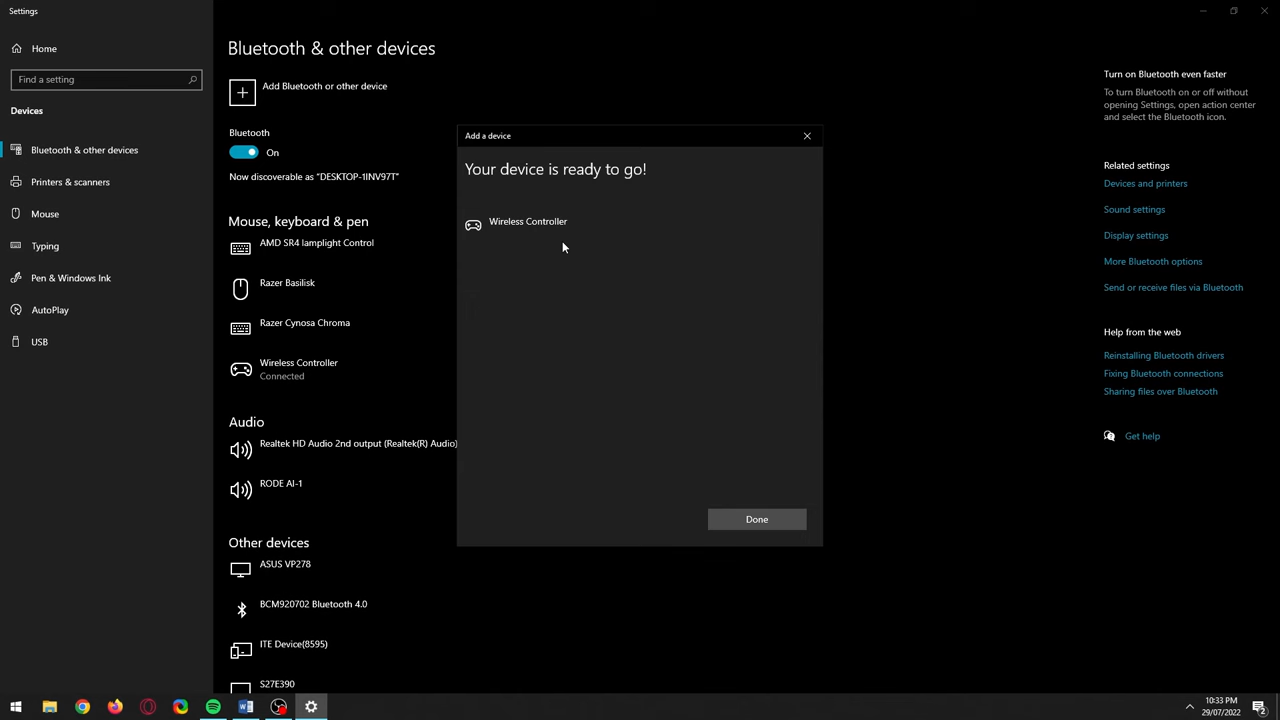 Settings
Home
Find a setting
Devices
Bluetooth & other devices
Printers & scanners
Mouse
Typing
Pen & Windows Ink
AutoPlay
USB
Bluetooth & other devices
Add Bluetooth or other device
Bluetooth
On
Now discoverable as “DESKTOP-1INV97T”
Mouse, keyboard & pen
AMD SR4 lamplight Control
Razer Basilisk
Razer Cynosa Chroma
Wireless Controller
Connected
Audio
Realtek HD Audio 2nd output (Realtek(R) Audio)
RODE AI-1
Other devices
ASUS VP278
BCM920702 Bluetooth 4.0
ITE Device(8595)
S27E390
Add a device
Your device is ready to go!
Wireless Controller
Done
Turn on Bluetooth even faster
To turn Bluetooth on or off without
opening Settings, open action center
and select the Bluetooth icon.
Related settings
Devices and printers
Sound settings
Display settings
More Bluetooth options
Send or receive files via Bluetooth
Help from the web
Reinstalling Bluetooth drivers
Fixing Bluetooth connections
Sharing files over Bluetooth
Get help
10:33 PM
29/07/2022
2